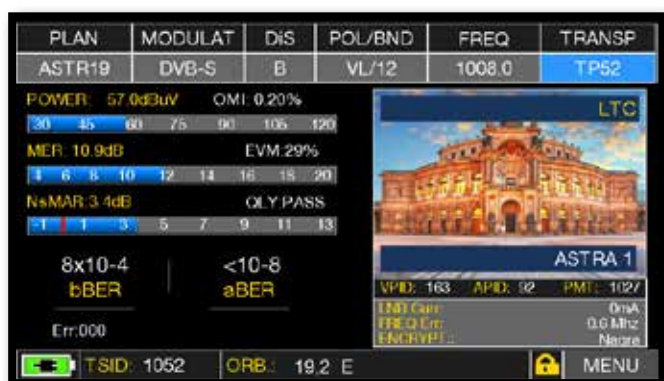 PLAN MODULAT DiS POL/BND FREQ TRANSP
ASTR19 DVB-S B VL/12 1008.0 TP52
POWER: 57.0dBuV OMI: 0.20%
30 45 60 75 90 105 120
MER: 10.9dB EVM:29%
4 6 8 10 12 14 16 18 20
NsMAR:3.4dB QLY:PASS
-1 1 3 5 7 9 11 13
8x10-4 <10-8
bBER aBER
Err:000
LTC
ASTRA 1
VPID: 163 APID: 92 PMT: 1027
LNB Curr: 0mA
FREQ Err: 0.6 Mhz
ENCRYPT.: Nagra
TSID: 1052 ORB.: 19.2 E MENU